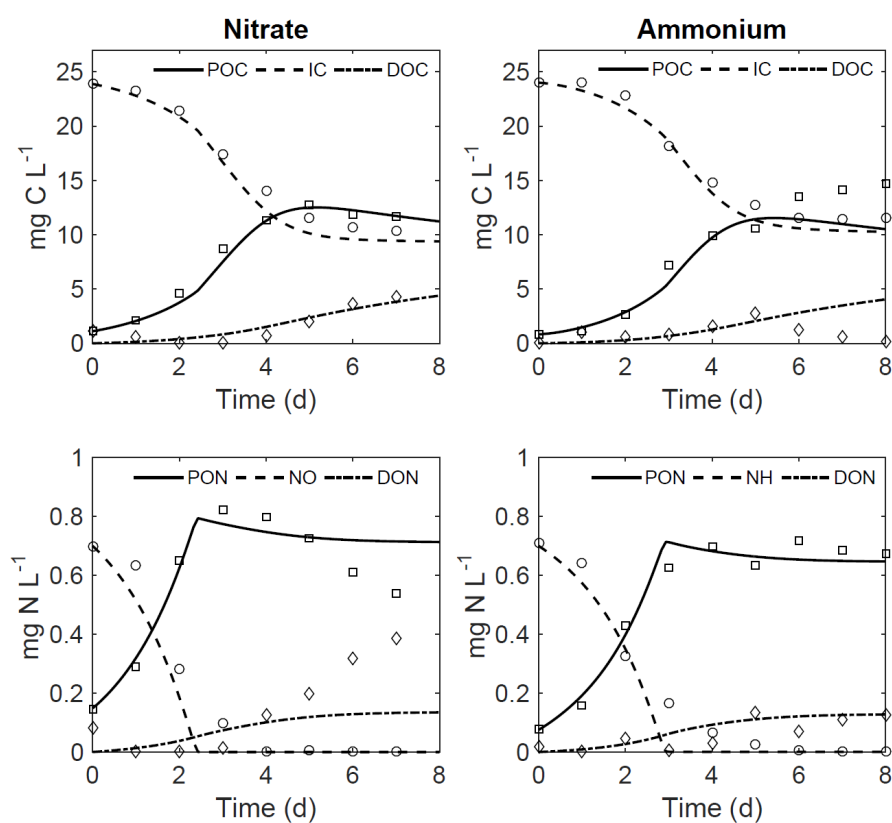 Nitrate
Ammonium
POC IC DOC
POC IC DOC
25
20
15
10
5
0
mg C L⁻¹
0 2 4 6 8
Time (d)
25
20
15
10
5
0
mg C L⁻¹
0 2 4 6 8
Time (d)
PON NO DON
1
0.8
0.6
0.4
0.2
0
mg N L⁻¹
0 2 4 6 8
Time (d)
PON NH DON
1
0.8
0.6
0.4
0.2
0
mg N L⁻¹
0 2 4 6 8
Time (d)